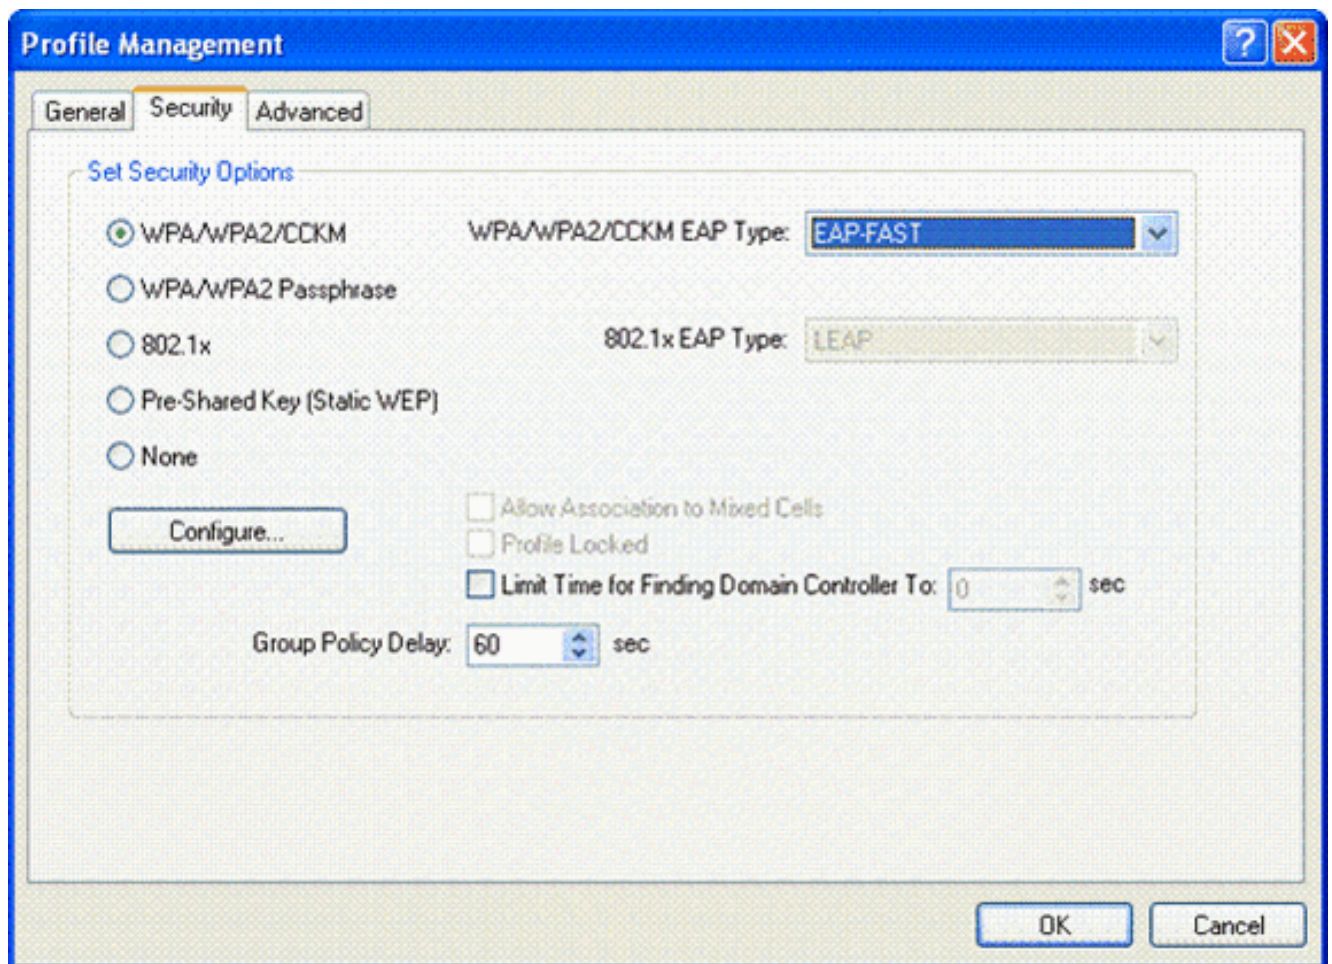 Profile Management
General Security Advanced
Set Security Options
WPA/WPA2/CCKM WPA/WPA2/CCKM EAP Type: EAP-FAST
WPA/WPA2 Passphrase
802.1x 802.1x EAP Type: LEAP
Pre-Shared Key (Static WEP)
None
Allow Association to Mixed Cells
Configure...
Profile Locked
Limit Time for Finding Domain Controller To: 0 sec
Group Policy Delay: 60 sec
OK Cancel